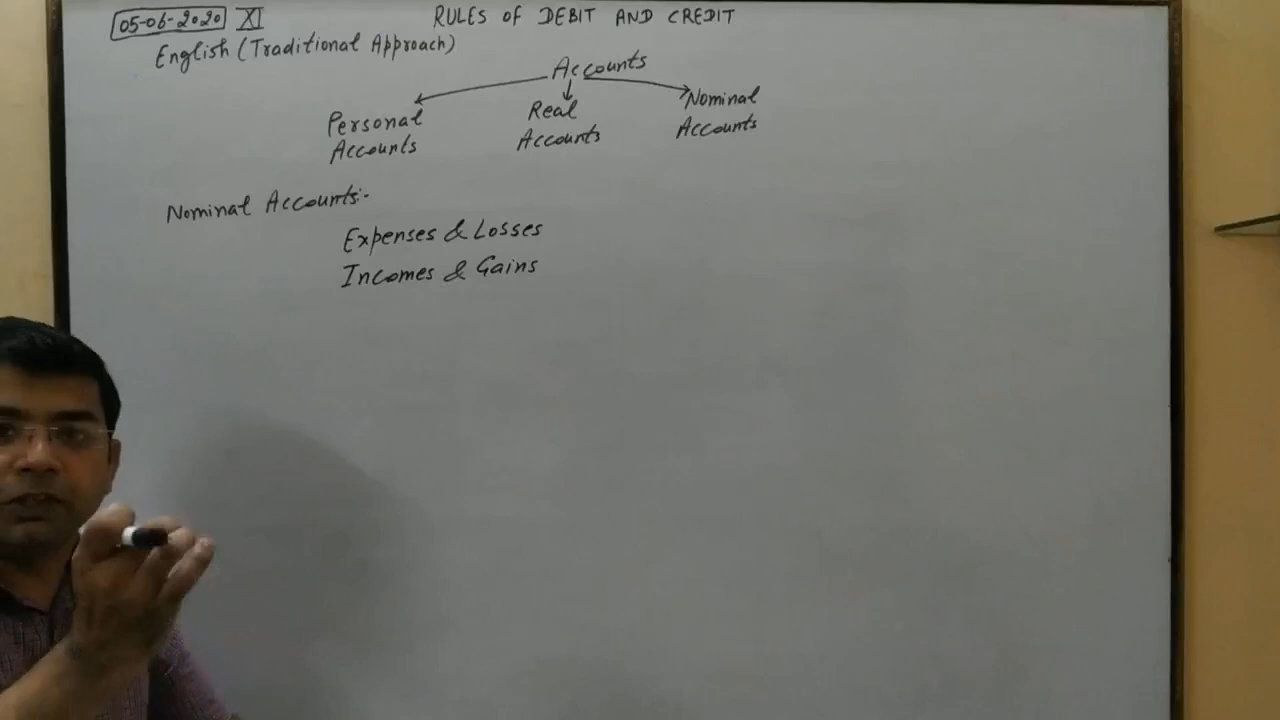 05-06-2020 XI RULES OF DEBIT AND CREDIT
English (Traditional Approach)
Accounts
Personal Accounts
Real Accounts
Nominal Accounts
Nominal Accounts:-
Expenses & Losses
Incomes & Gains